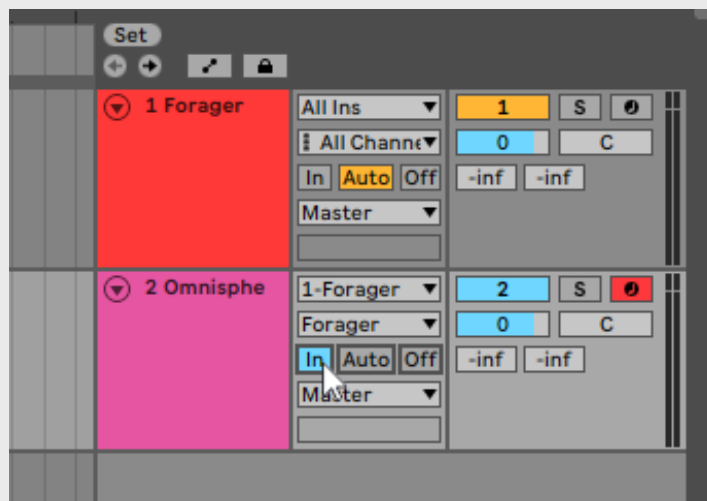 Set
1 Forager All Ins 1 S
All Channe 0 C
In Auto Off -inf -inf
Master
2 Omnisphe 1-Forager 2 S
Forager 0 C
In Auto Off -inf -inf
Master